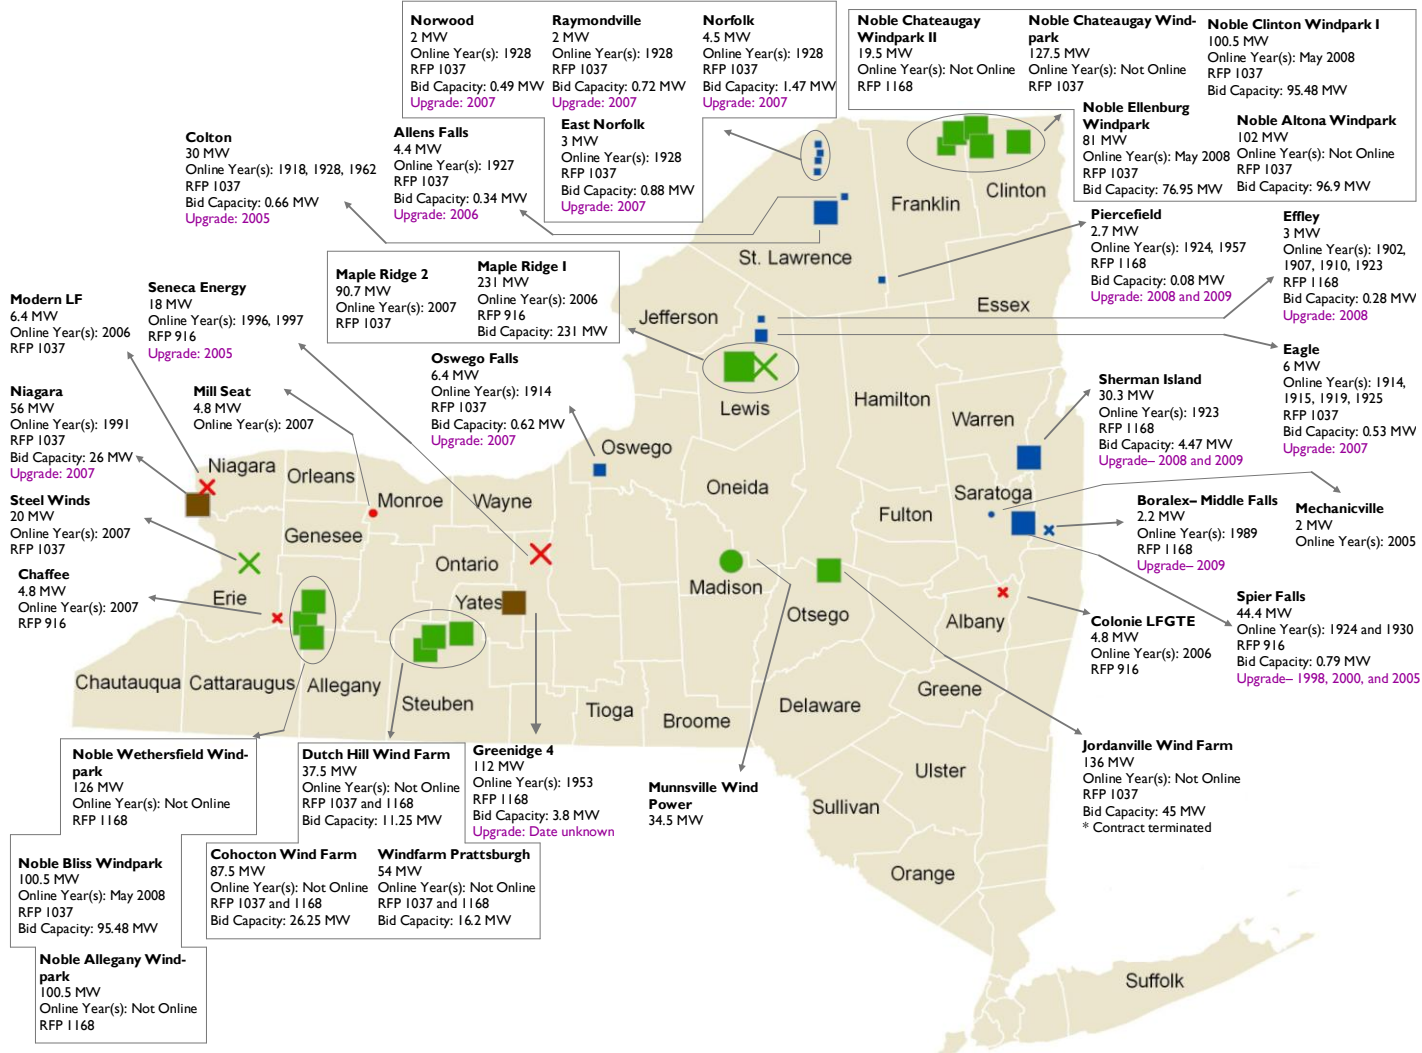 Norwood
2 MW
Online Year(s): 1928
RFP 1037
Bid Capacity: 0.49 MW
Upgrade: 2007
Raymondville
2 MW
Online Year(s): 1928
RFP 1037
Bid Capacity: 0.72 MW
Upgrade: 2007
Norfolk
4.5 MW
Online Year(s): 1928
RFP 1037
Bid Capacity: 1.47 MW
Upgrade: 2007
East Norfolk
3 MW
Online Year(s): 1928
RFP 1037
Bid Capacity: 0.88 MW
Upgrade: 2007
Noble Chateaugay
Windpark II
19.5 MW
Online Year(s): Not Online
RFP 1168
Noble Chateaugay Wind-
park
127.5 MW
Online Year(s): Not Online
RFP 1037
Noble Clinton Windpark I
100.5 MW
Online Year(s): May 2008
RFP 1037
Bid Capacity: 95.48 MW
Noble Ellenburg
Windpark
81 MW
Online Year(s): May 2008
RFP 1037
Bid Capacity: 76.95 MW
Noble Altona Windpark
102 MW
Online Year(s): Not Online
RFP 1037
Bid Capacity: 96.9 MW
Colton
30 MW
Online Year(s): 1918, 1928, 1962
RFP 1037
Bid Capacity: 0.66 MW
Upgrade: 2005
Allens Falls
4.4 MW
Online Year(s): 1927
RFP 1037
Bid Capacity: 0.34 MW
Upgrade: 2006
Piercefield
2.7 MW
Online Year(s): 1924, 1957
RFP 1168
Bid Capacity: 0.08 MW
Upgrade: 2008 and 2009
Effley
3 MW
Online Year(s): 1902,
1907, 1910, 1923
RFP 1168
Bid Capacity: 0.28 MW
Upgrade: 2008
Maple Ridge 2
90.7 MW
Online Year(s): 2007
RFP 1037
Maple Ridge I
231 MW
Online Year(s): 2006
RFP 916
Bid Capacity: 231 MW
Modern LF
6.4 MW
Online Year(s): 2006
RFP 1037
Seneca Energy
18 MW
Online Year(s): 1996, 1997
RFP 916
Upgrade: 2005
Oswego Falls
6.4 MW
Online Year(s): 1914
RFP 1037
Bid Capacity: 0.62 MW
Upgrade: 2007
Eagle
6 MW
Online Year(s): 1914,
1915, 1919, 1925
RFP 1037
Bid Capacity: 0.53 MW
Upgrade: 2007
Sherman Island
30.3 MW
Online Year(s): 1923
RFP 1168
Bid Capacity: 4.47 MW
Upgrade– 2008 and 2009
Niagara
56 MW
Online Year(s): 1991
RFP 1037
Bid Capacity: 26 MW
Upgrade: 2007
Mill Seat
4.8 MW
Online Year(s): 2007
Steel Winds
20 MW
Online Year(s): 2007
RFP 1037
Chaffee
4.8 MW
Online Year(s): 2007
RFP 916
Boralex– Middle Falls
2.2 MW
Online Year(s): 1989
RFP 1168
Upgrade– 2009
Mechanicville
2 MW
Online Year(s): 2005
Colonie LFGTE
4.8 MW
Online Year(s): 2006
RFP 916
Spier Falls
44.4 MW
Online Year(s): 1924 and 1930
RFP 916
Bid Capacity: 0.79 MW
Upgrade– 1998, 2000, and 2005
Franklin
Clinton
St. Lawrence
Essex
Jefferson
Lewis
Hamilton
Warren
Oswego
Oneida
Saratoga
Fulton
Niagara
Orleans
Monroe
Wayne
Genesee
Ontario
Madison
Otsego
Erie
Yates
Albany
Chautauqua
Cattaraugus
Allegany
Steuben
Tioga
Broome
Delaware
Greene
Ulster
Sullivan
Orange
Suffolk
Noble Wethersfield Wind-
park
126 MW
Online Year(s): Not Online
RFP 1168
Noble Bliss Windpark
100.5 MW
Online Year(s): May 2008
RFP 1037
Bid Capacity: 95.48 MW
Noble Allegany Wind-
park
100.5 MW
Online Year(s): Not Online
RFP 1168
Dutch Hill Wind Farm
37.5 MW
Online Year(s): Not Online
RFP 1037 and 1168
Bid Capacity: 11.25 MW
Cohocton Wind Farm
87.5 MW
Online Year(s): Not Online
RFP 1037 and 1168
Bid Capacity: 26.25 MW
Windfarm Prattsburgh
54 MW
Online Year(s): Not Online
RFP 1037 and 1168
Bid Capacity: 16.2 MW
Greenidge 4
112 MW
Online Year(s): 1953
RFP 1168
Bid Capacity: 3.8 MW
Upgrade: Date unknown
Munnsville Wind
Power
34.5 MW
Jordanville Wind Farm
136 MW
Online Year(s): Not Online
RFP 1037
Bid Capacity: 45 MW
* Contract terminated